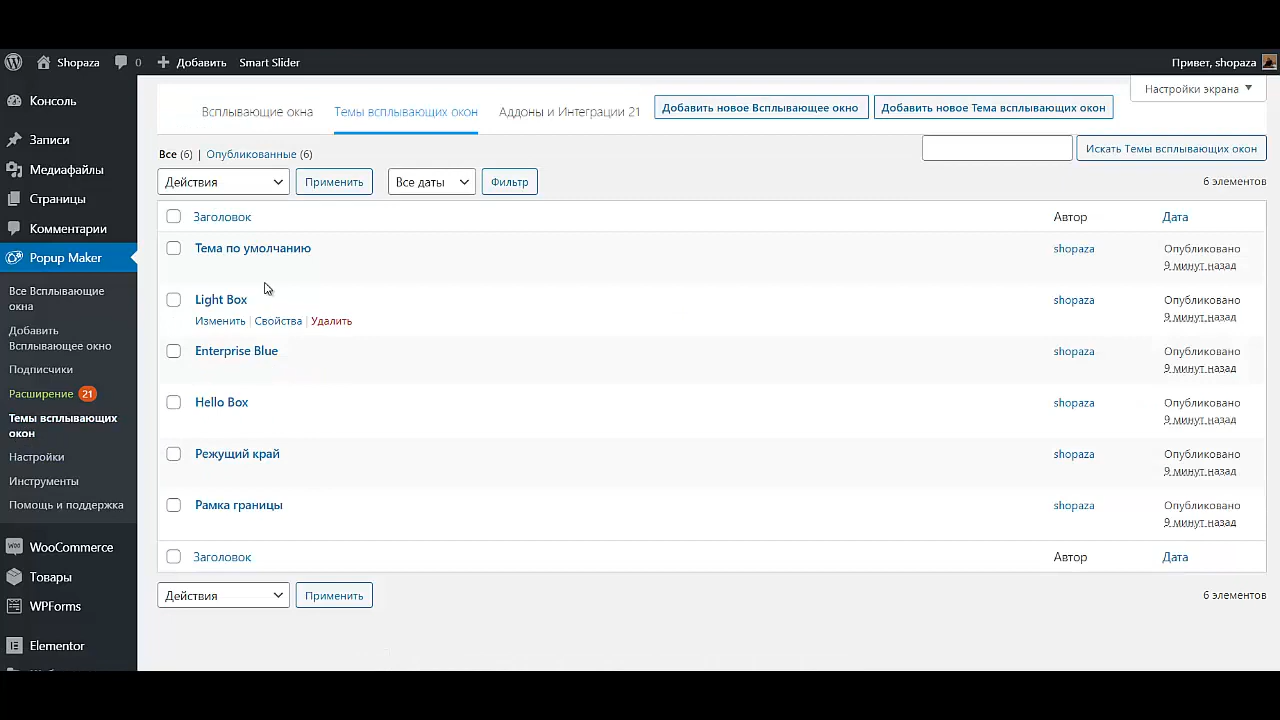 Shopaza 0 Добавить Smart Slider Привет, shopaza
Настройки экрана
Консоль
Записи
Медиафайлы
Страницы
Комментарии
Popup Maker
Все Всплывающие
окна
Добавить
Всплывающее окно
Подписчики
Расширение 21
Темы всплывающих
окон
Настройки
Инструменты
Помощь и поддержка
WooCommerce
Товары
WPForms
Elementor
Всплывающие окна Темы всплывающих окон Аддоны и Интеграции 21 Добавить новое Всплывающее окно Добавить новое Тема всплывающих окон
Все (6) | Опубликованные (6)
Искать Темы всплывающих окон
Действия Применить Все даты Фильтр 6 элементов
Заголовок Автор Дата
Тема по умолчанию shopaza Опубликовано
9 минут назад
Light Box shopaza Опубликовано
Изменить | Свойства | Удалить 9 минут назад
Enterprise Blue shopaza Опубликовано
9 минут назад
Hello Box shopaza Опубликовано
9 минут назад
Режущий край shopaza Опубликовано
9 минут назад
Рамка границы shopaza Опубликовано
9 минут назад
Заголовок Автор Дата
Действия Применить 6 элементов